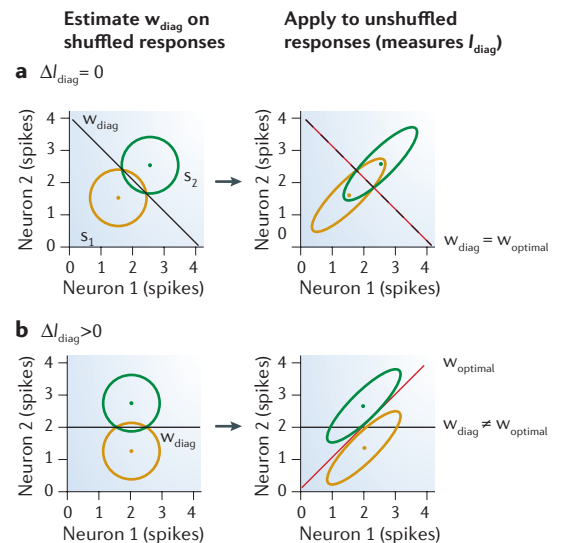 Estimate w_diag on
shuffled responses
Apply to unshuffled
responses (measures I_diag)
a ΔI_diag = 0
4
3
2
1
0
0 1 2 3 4
Neuron 2 (spikes)
Neuron 1 (spikes)
w_diag
s_2
s_1
4
3
2
1
0
0 1 2 3 4
Neuron 2 (spikes)
Neuron 1 (spikes)
w_diag = w_optimal
b ΔI_diag>0
4
3
2
1
0
0 1 2 3 4
Neuron 2 (spikes)
Neuron 1 (spikes)
w_diag
4
3
2
1
0
0 1 2 3 4
Neuron 2 (spikes)
Neuron 1 (spikes)
w_optimal
w_diag ≠ w_optimal